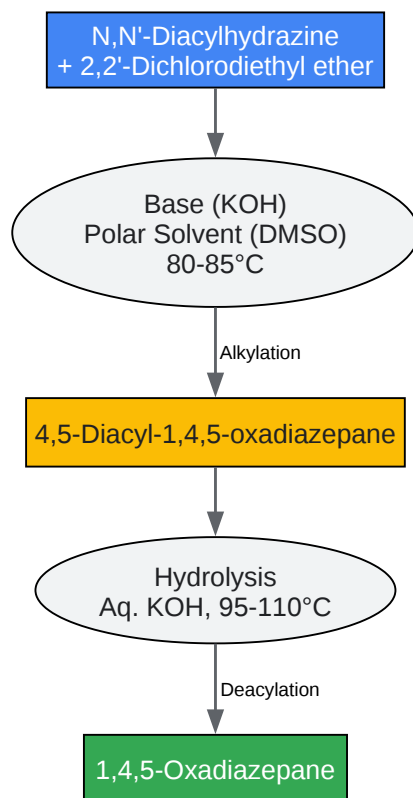 N,N'-Diacylhydrazine
+ 2,2'-Dichlorodiethyl ether
Base (KOH)
Polar Solvent (DMSO)
80-85°C
Alkylation
4,5-Diacyl-1,4,5-oxadiazepane
Hydrolysis
Aq. KOH, 95-110°C
Deacylation
1,4,5-Oxadiazepane